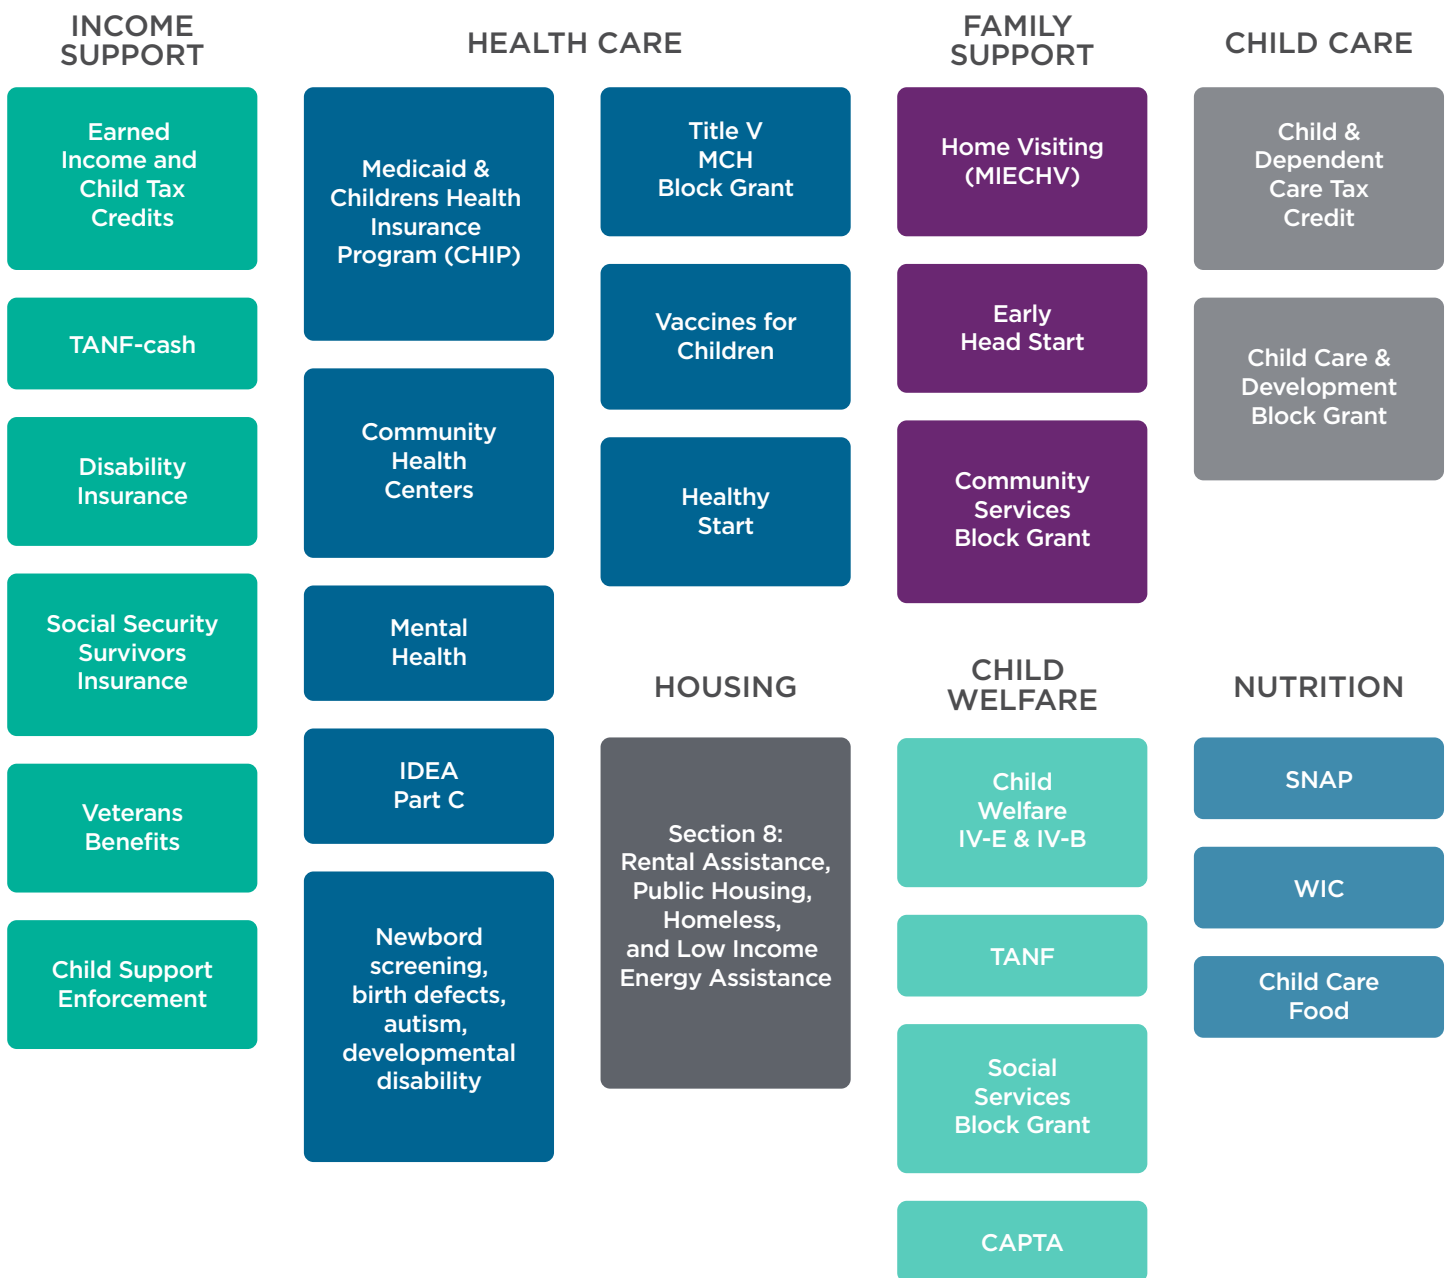 INCOME
SUPPORT
Earned
Income and
Child Tax
Credits
TANF-cash
Disability
Insurance
Social Security
Survivors
Insurance
Veterans
Benefits
Child Support
Enforcement
HEALTH CARE
Medicaid &
Childrens Health
Insurance
Program (CHIP)
Community
Health
Centers
Mental
Health
IDEA
Part C
Newbord
screening,
birth defects,
autism,
developmental
disability
Title V
MCH
Block Grant
Vaccines for
Children
Healthy
Start
HOUSING
Section 8:
Rental Assistance,
Public Housing,
Homeless,
and Low Income
Energy Assistance
FAMILY
SUPPORT
Home Visiting
(MIECHV)
Early
Head Start
Community
Services
Block Grant
CHILD
WELFARE
Child
Welfare
IV-E & IV-B
TANF
Social
Services
Block Grant
CAPTA
CHILD CARE
Child &
Dependent
Care Tax
Credit
Child Care &
Development
Block Grant
NUTRITION
SNAP
WIC
Child Care
Food